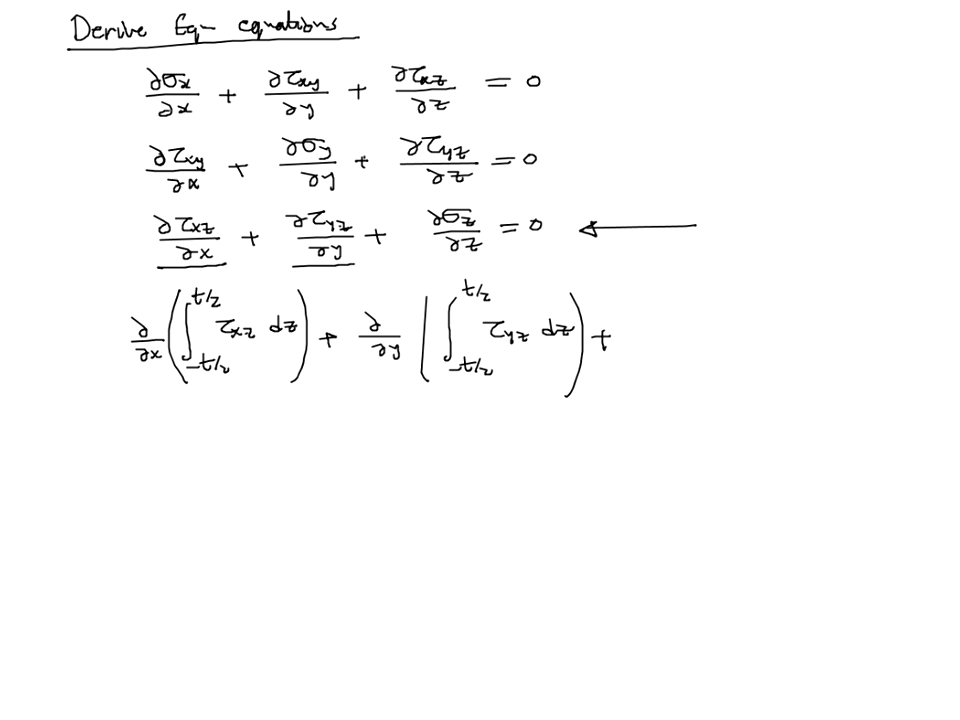 Derive Eq- equations
∂σx/∂x + ∂τxy/∂y + ∂τxz/∂z = 0
∂τxy/∂x + ∂σy/∂y + ∂τyz/∂z = 0
∂τxz/∂x + ∂τyz/∂y + ∂σz/∂z = 0 ←
∂/∂x (∫_{-t/2}^{t/2} τxz dz) + ∂/∂y (∫_{-t/2}^{t/2} τyz dz) +